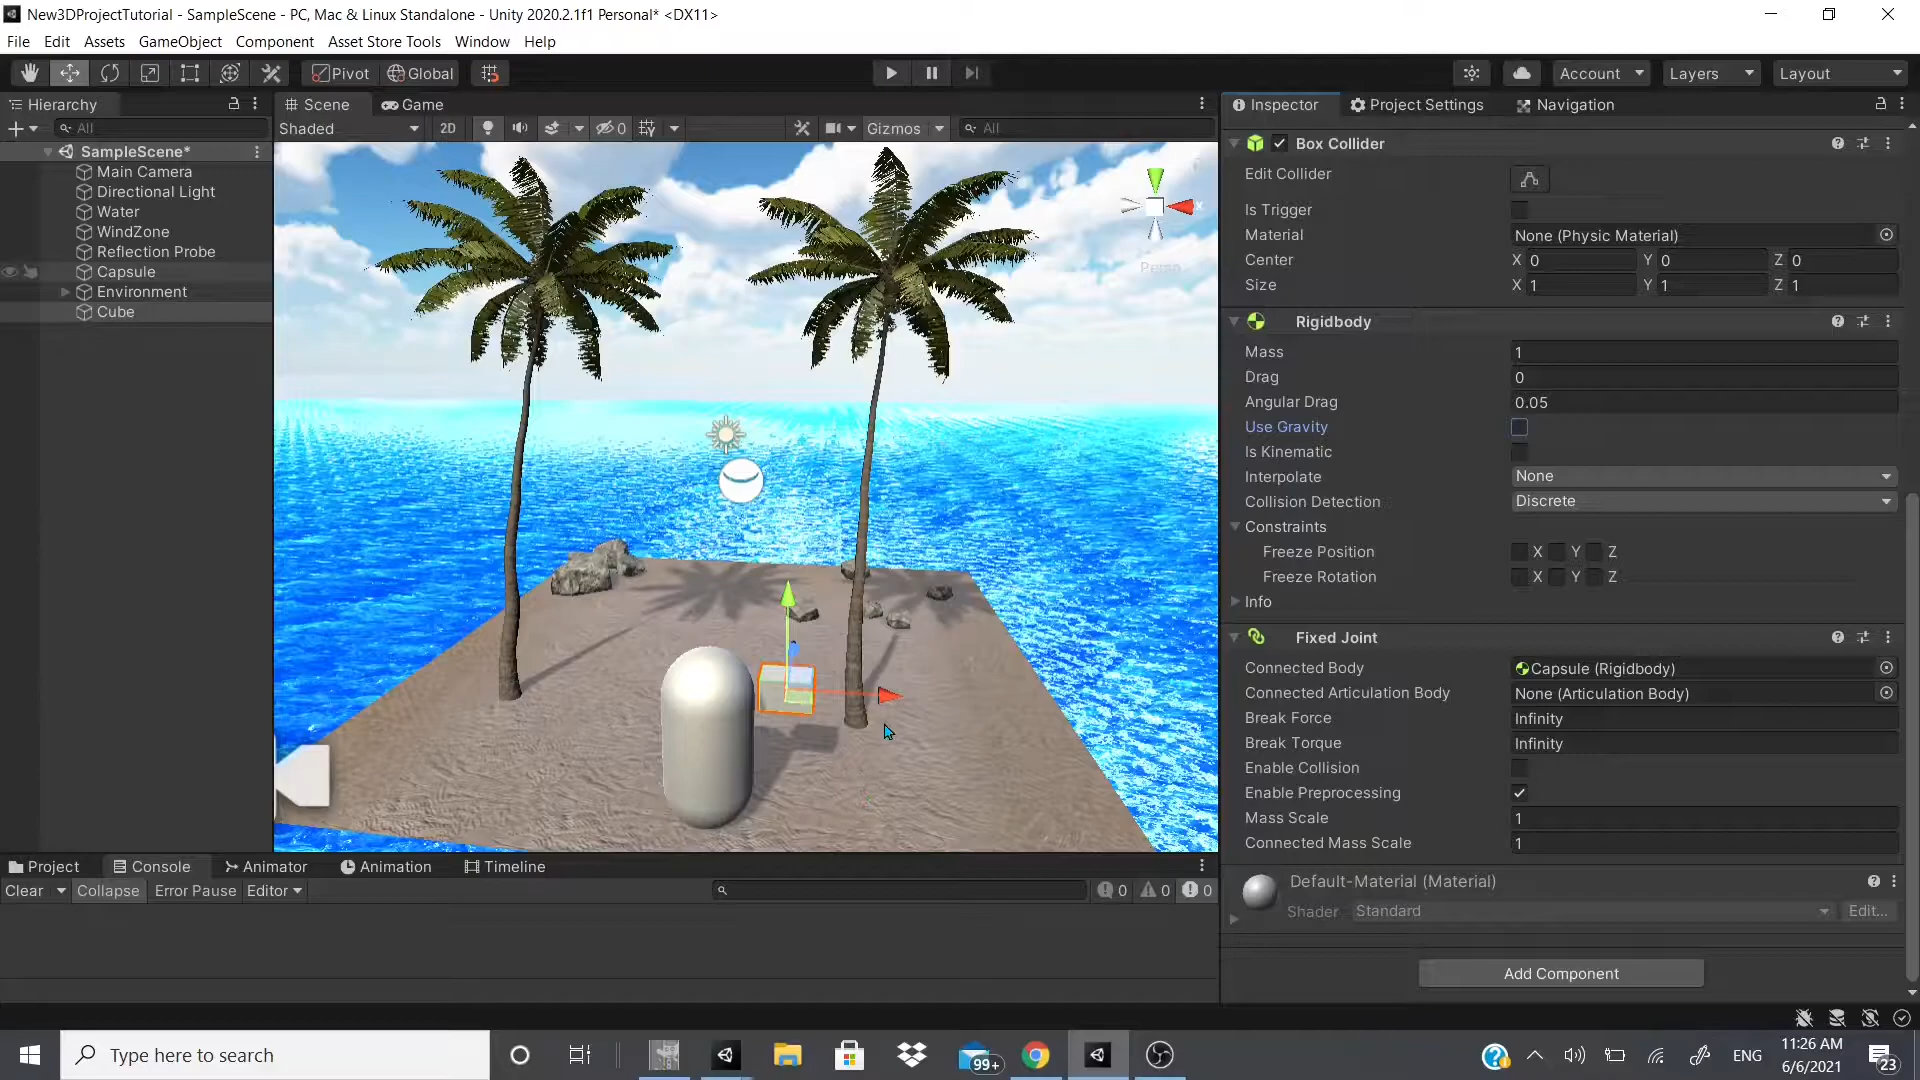 New3DProjectTutorial - SampleScene - PC, Mac & Linux Standalone - Unity 2020.2.1f1 Personal* <DX11>
File Edit Assets GameObject Component Asset Store Tools Window Help
Pivot Global Account Layers Layout
Hierarchy
All
SampleScene*
Main Camera
Directional Light
Water
WindZone
Reflection Probe
Capsule
Environment
Cube
Scene Game
Shaded 2D 0 Gizmos All
X
Persp
Inspector Project Settings Navigation
Box Collider
Edit Collider
Is Trigger
Material None (Physic Material)
Center X 0 Y 0 Z 0
Size X 1 Y 1 Z 1
Rigidbody
Mass 1
Drag 0
Angular Drag 0.05
Use Gravity
Is Kinematic
Interpolate None
Collision Detection Discrete
Constraints
Freeze Position X Y Z
Freeze Rotation X Y Z
Info
Fixed Joint
Connected Body Capsule (Rigidbody)
Connected Articulation Body None (Articulation Body)
Break Force Infinity
Break Torque Infinity
Enable Collision
Enable Preprocessing
Mass Scale 1
Connected Mass Scale 1
Default-Material (Material)
Shader Standard Edit...
Add Component
Project Console Animator Animation Timeline
Clear Collapse Error Pause Editor 0 0 0
Type here to search
99+
ENG
11:26 AM
6/6/2021
23